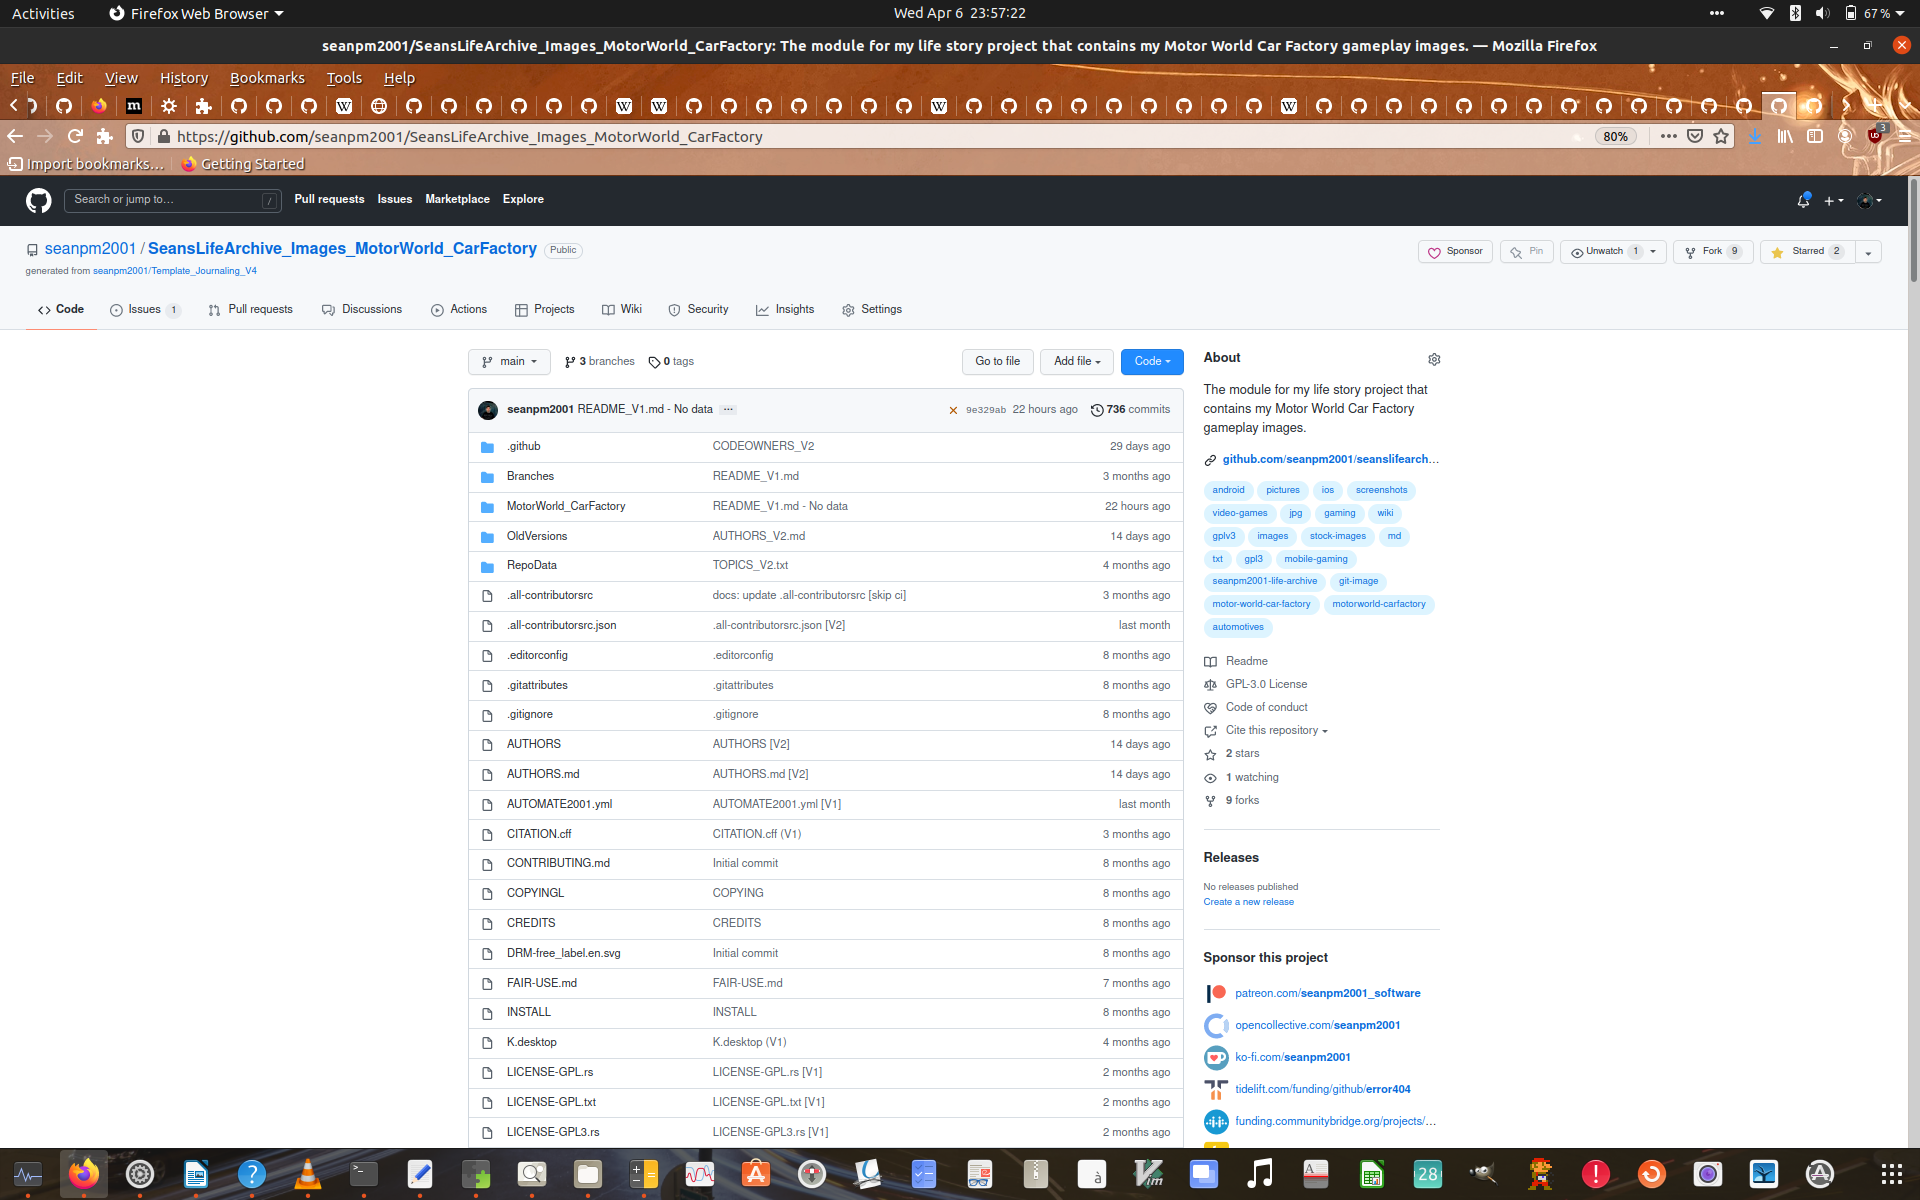 Activities Firefox Web Browser Wed Apr 6 23:57:22 67 %
seanpm2001/SeansLifeArchive_Images_MotorWorld_CarFactory: The module for my life story project that contains my Motor World Car Factory gameplay images. — Mozilla Firefox
File Edit View History Bookmarks Tools Help
https://github.com/seanpm2001/SeansLifeArchive_Images_MotorWorld_CarFactory 80% 3
Import bookmarks… Getting Started
Search or jump to… / Pull requests Issues Marketplace Explore
seanpm2001 / SeansLifeArchive_Images_MotorWorld_CarFactory Public Sponsor Pin Unwatch 1 Fork 9 Starred 2
generated from seanpm2001/Template_Journaling_V4
Code Issues 1 Pull requests Discussions Actions Projects Wiki Security Insights Settings
main 3 branches 0 tags Go to file Add file Code
seanpm2001 README_V1.md - No data ... 9e329ab 22 hours ago 736 commits
.github CODEOWNERS_V2 29 days ago
Branches README_V1.md 3 months ago
MotorWorld_CarFactory README_V1.md - No data 22 hours ago
OldVersions AUTHORS_V2.md 14 days ago
RepoData TOPICS_V2.txt 4 months ago
.all-contributorsrc docs: update .all-contributorsrc [skip ci] 3 months ago
.all-contributorsrc.json .all-contributorsrc.json [V2] last month
.editorconfig .editorconfig 8 months ago
.gitattributes .gitattributes 8 months ago
.gitignore .gitignore 8 months ago
AUTHORS AUTHORS [V2] 14 days ago
AUTHORS.md AUTHORS.md [V2] 14 days ago
AUTOMATE2001.yml AUTOMATE2001.yml [V1] last month
CITATION.cff CITATION.cff (V1) 3 months ago
CONTRIBUTING.md Initial commit 8 months ago
COPYINGL COPYING 8 months ago
CREDITS CREDITS 8 months ago
DRM-free_label.en.svg Initial commit 8 months ago
FAIR-USE.md FAIR-USE.md 7 months ago
INSTALL INSTALL 8 months ago
K.desktop K.desktop (V1) 4 months ago
LICENSE-GPL.rs LICENSE-GPL.rs [V1] 2 months ago
LICENSE-GPL.txt LICENSE-GPL.txt [V1] 2 months ago
LICENSE-GPL3.rs LICENSE-GPL3.rs [V1] 2 months ago
About
The module for my life story project that
contains my Motor World Car Factory
gameplay images.
github.com/seanpm2001/seanslifearch…
android pictures ios screenshots
video-games jpg gaming wiki
gplv3 images stock-images md
txt gpl3 mobile-gaming
seanpm2001-life-archive git-image
motor-world-car-factory motorworld-carfactory
automotives
Readme
GPL-3.0 License
Code of conduct
Cite this repository
2 stars
1 watching
9 forks
Releases
No releases published
Create a new release
Sponsor this project
patreon.com/seanpm2001_software
opencollective.com/seanpm2001
ko-fi.com/seanpm2001
tidelift.com/funding/github/error404
funding.communitybridge.org/projects/…
28